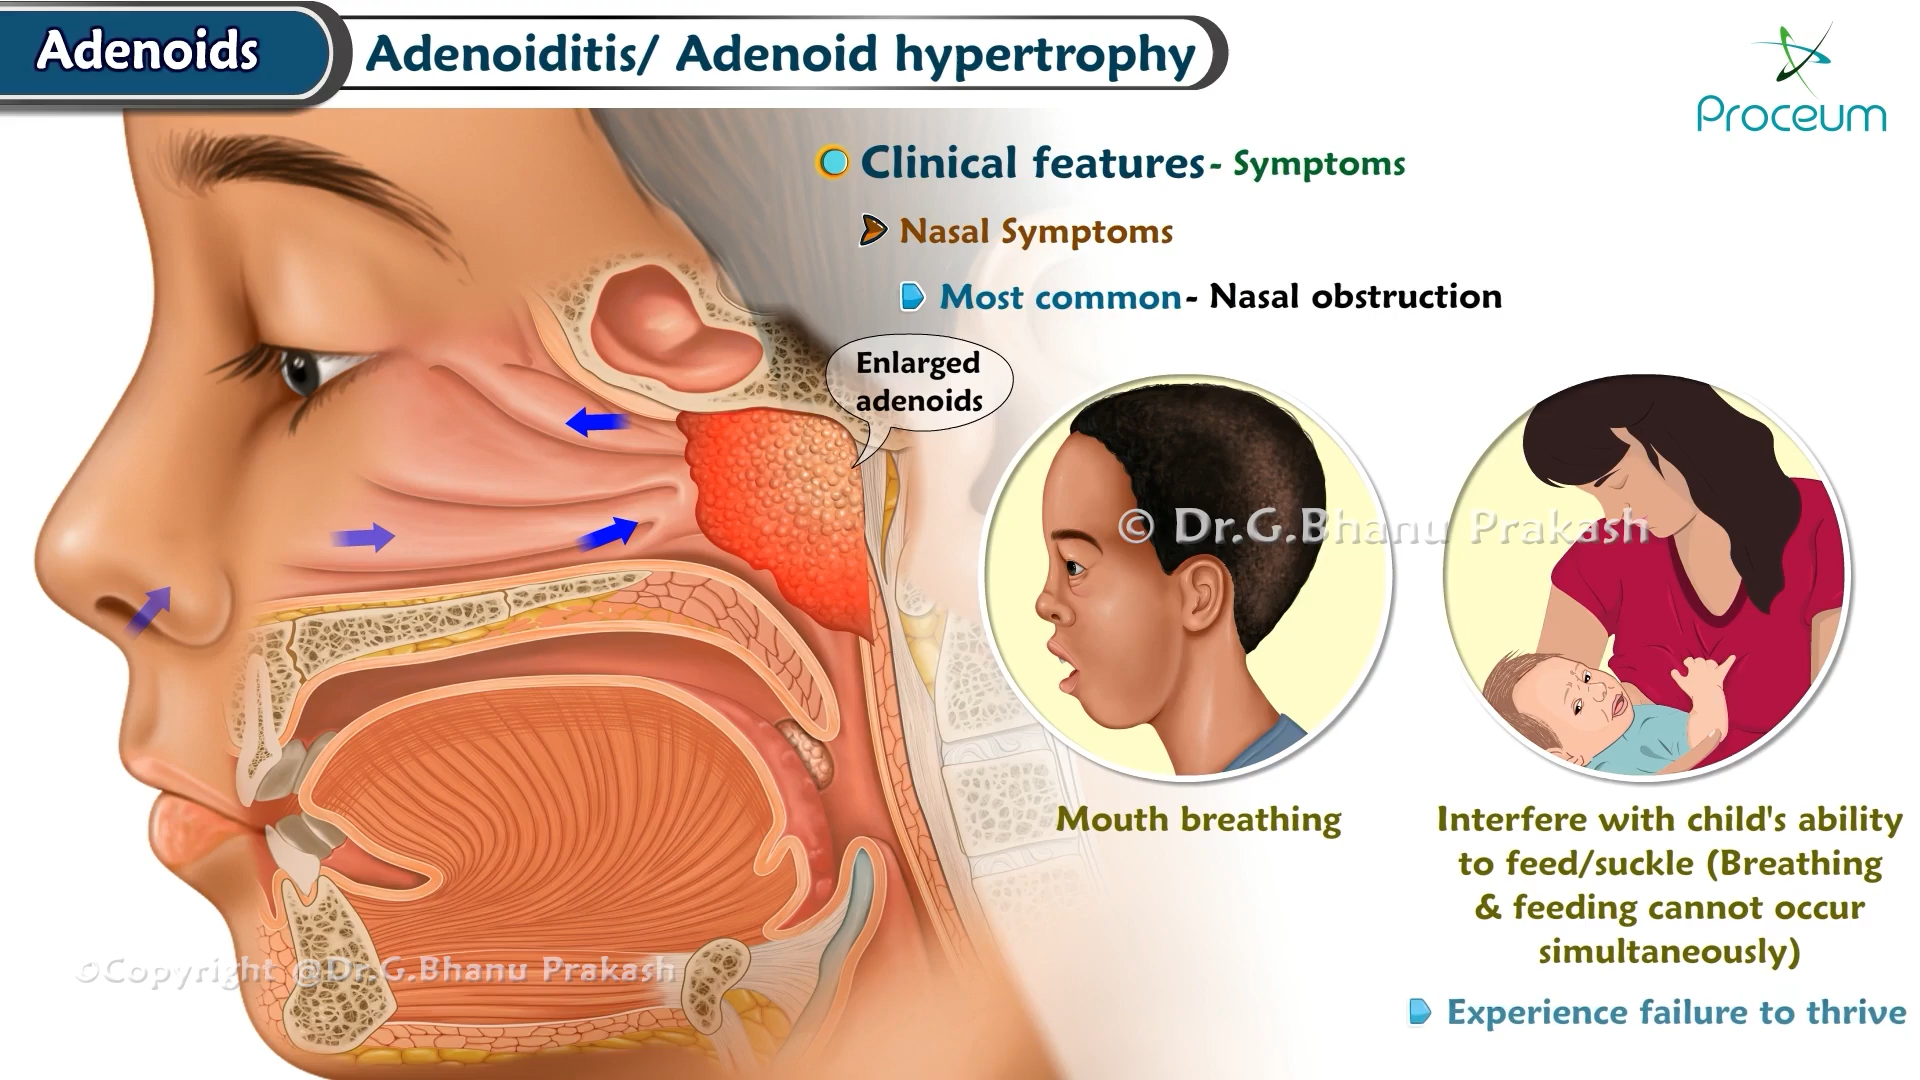 Adenoids
Adenoiditis/ Adenoid hypertrophy
Proceum
Clinical features- Symptoms
Nasal Symptoms
Most common- Nasal obstruction
Enlarged
adenoids
© Dr.G.Bhanu Prakash
Mouth breathing
Interfere with child's ability
to feed/suckle (Breathing
& feeding cannot occur
simultaneously)
©Copyright @Dr.G.Bhanu Prakash
Experience failure to thrive